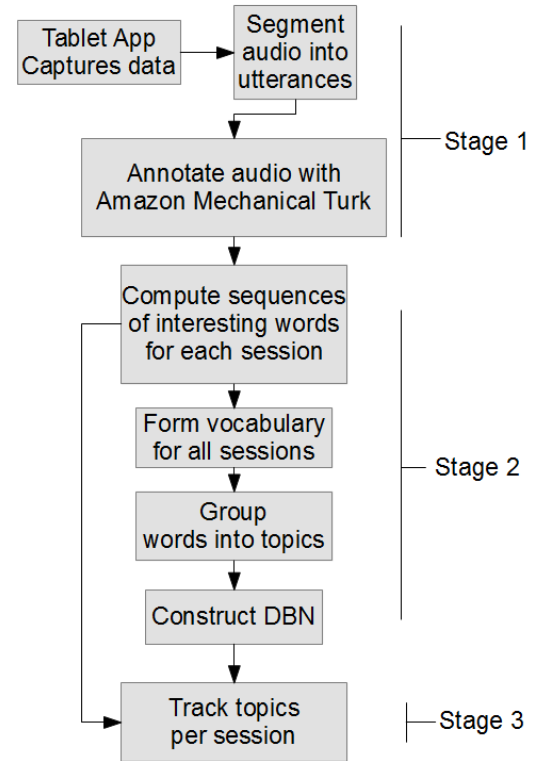 Tablet App
Captures data
Segment
audio into
utterances
Stage 1
Annotate audio with
Amazon Mechanical Turk
Compute sequences
of interesting words
for each session
Form vocabulary
for all sessions
Stage 2
Group
words into topics
Construct DBN
Track topics
per session
Stage 3